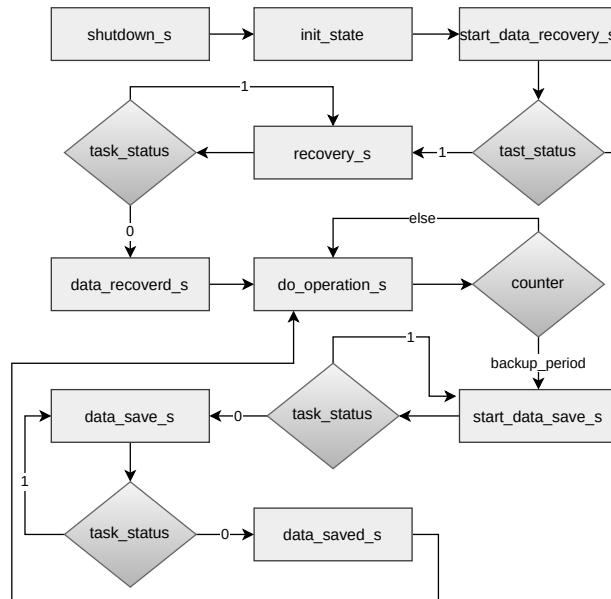 shutdown_s
init_state
start_data_recovery_s
1
task_status
recovery_s
1
tast_status
0
else
data_recoverd_s
do_operation_s
counter
1
backup_period
data_save_s
0
task_status
start_data_save_s
1
task_status
0
data_saved_s